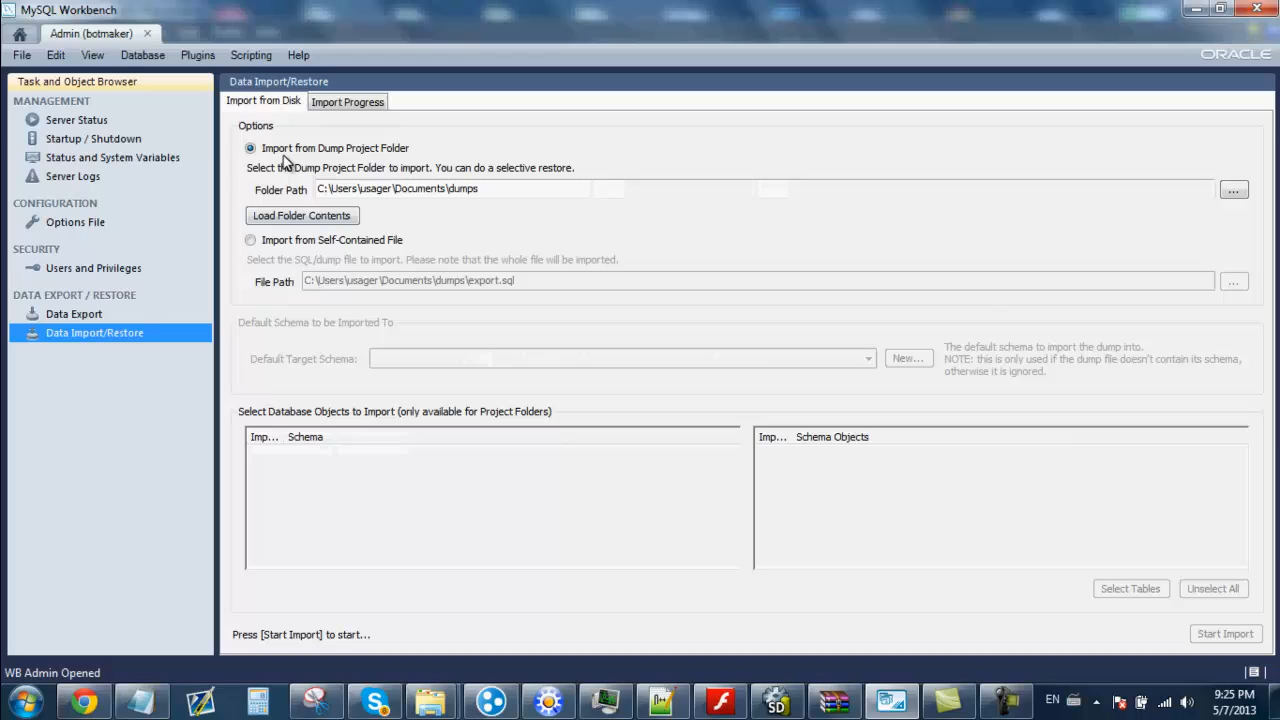 MySQL Workbench
Admin (botmaker)
File Edit View Database Plugins Scripting Help
ORACLE
Task and Object Browser
MANAGEMENT
Server Status
Startup / Shutdown
Status and System Variables
Server Logs
CONFIGURATION
Options File
SECURITY
Users and Privileges
DATA EXPORT / RESTORE
Data Export
Data Import/Restore
Data Import/Restore
Import from Disk Import Progress
Options
Import from Dump Project Folder
Select the Dump Project Folder to import. You can do a selective restore.
Folder Path C:\Users\usager\Documents\dumps ...
Load Folder Contents
Import from Self-Contained File
Select the SQL/dump file to import. Please note that the whole file will be imported.
File Path C:\Users\usager\Documents\dumps\export.sql ...
Default Schema to be Imported To
Default Target Schema: New...
The default schema to import the dump into.
NOTE: this is only used if the dump file doesn't contain its schema,
otherwise it is ignored.
Select Database Objects to Import (only available for Project Folders)
Imp... Schema
Imp... Schema Objects
Select Tables Unselect All
Press [Start Import] to start... Start Import
WB Admin Opened
SD
EN
9:25 PM
5/7/2013